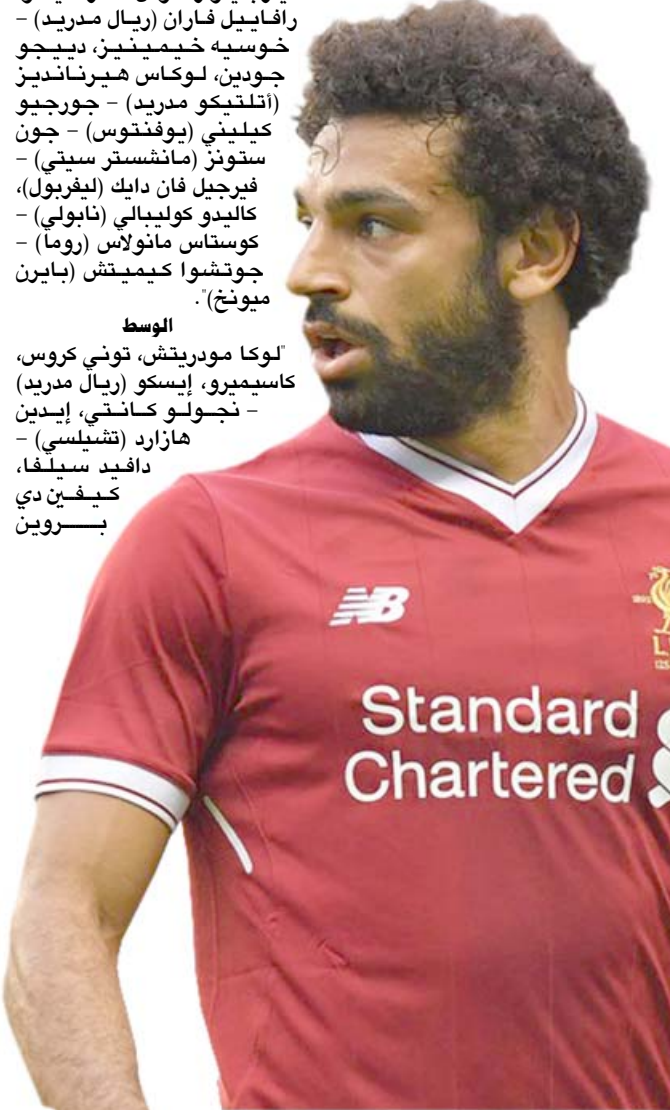 رافاييل فاران (ريال مدريد) –
خوسيه خيمينيز، دييجو
جودين، لوكاس هيرنانديز
(أتلتيكو مدريد) – جورجيو
كيليني (يوفنتوس) – جون
ستونز (مانشستر سيتي) –
فيرجيل فان دايك (ليفربول)،
كاليدو كوليبالي (نابولي) –
كوستاس مانولاس (روما) –
جوتشوا كيميتش (بايرن
ميونخ)".
الوسط
"لوكا مودريتش، توني كروس،
كاسيميرو، إيسكو (ريال مدريد)
– نجولو كانتي، إيدين
هازارد (تشيلسي) –
دافيد سيلفا،
كيفين دي
بروين
NB
Standard
Chartered